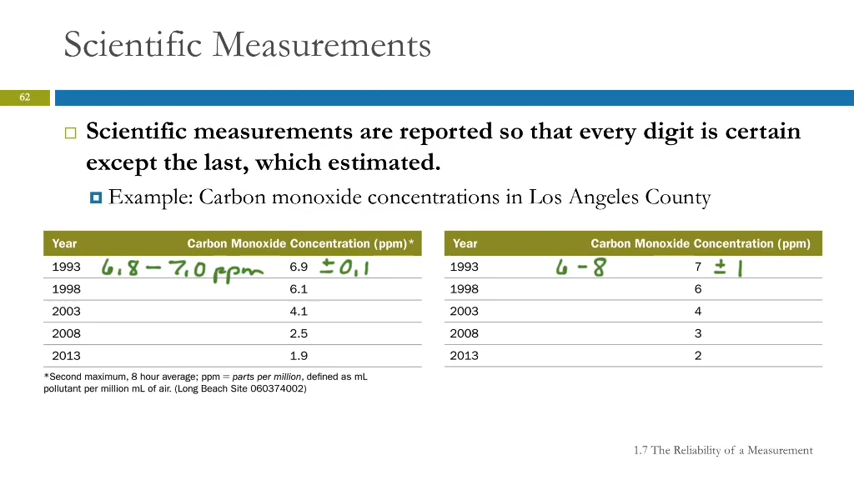 Scientific Measurements
62
Scientific measurements are reported so that every digit is certain
except the last, which estimated.
Example: Carbon monoxide concentrations in Los Angeles County
Year Carbon Monoxide Concentration (ppm)*
1993 6.8 – 7.0 ppm 6.9 ± 0.1
1998 6.1
2003 4.1
2008 2.5
2013 1.9
*Second maximum, 8 hour average; ppm = parts per million, defined as mL
pollutant per million mL of air. (Long Beach Site 060374002)
Year Carbon Monoxide Concentration (ppm)
1993 6 – 8 7 ± 1
1998 6
2003 4
2008 3
2013 2
1.7 The Reliability of a Measurement